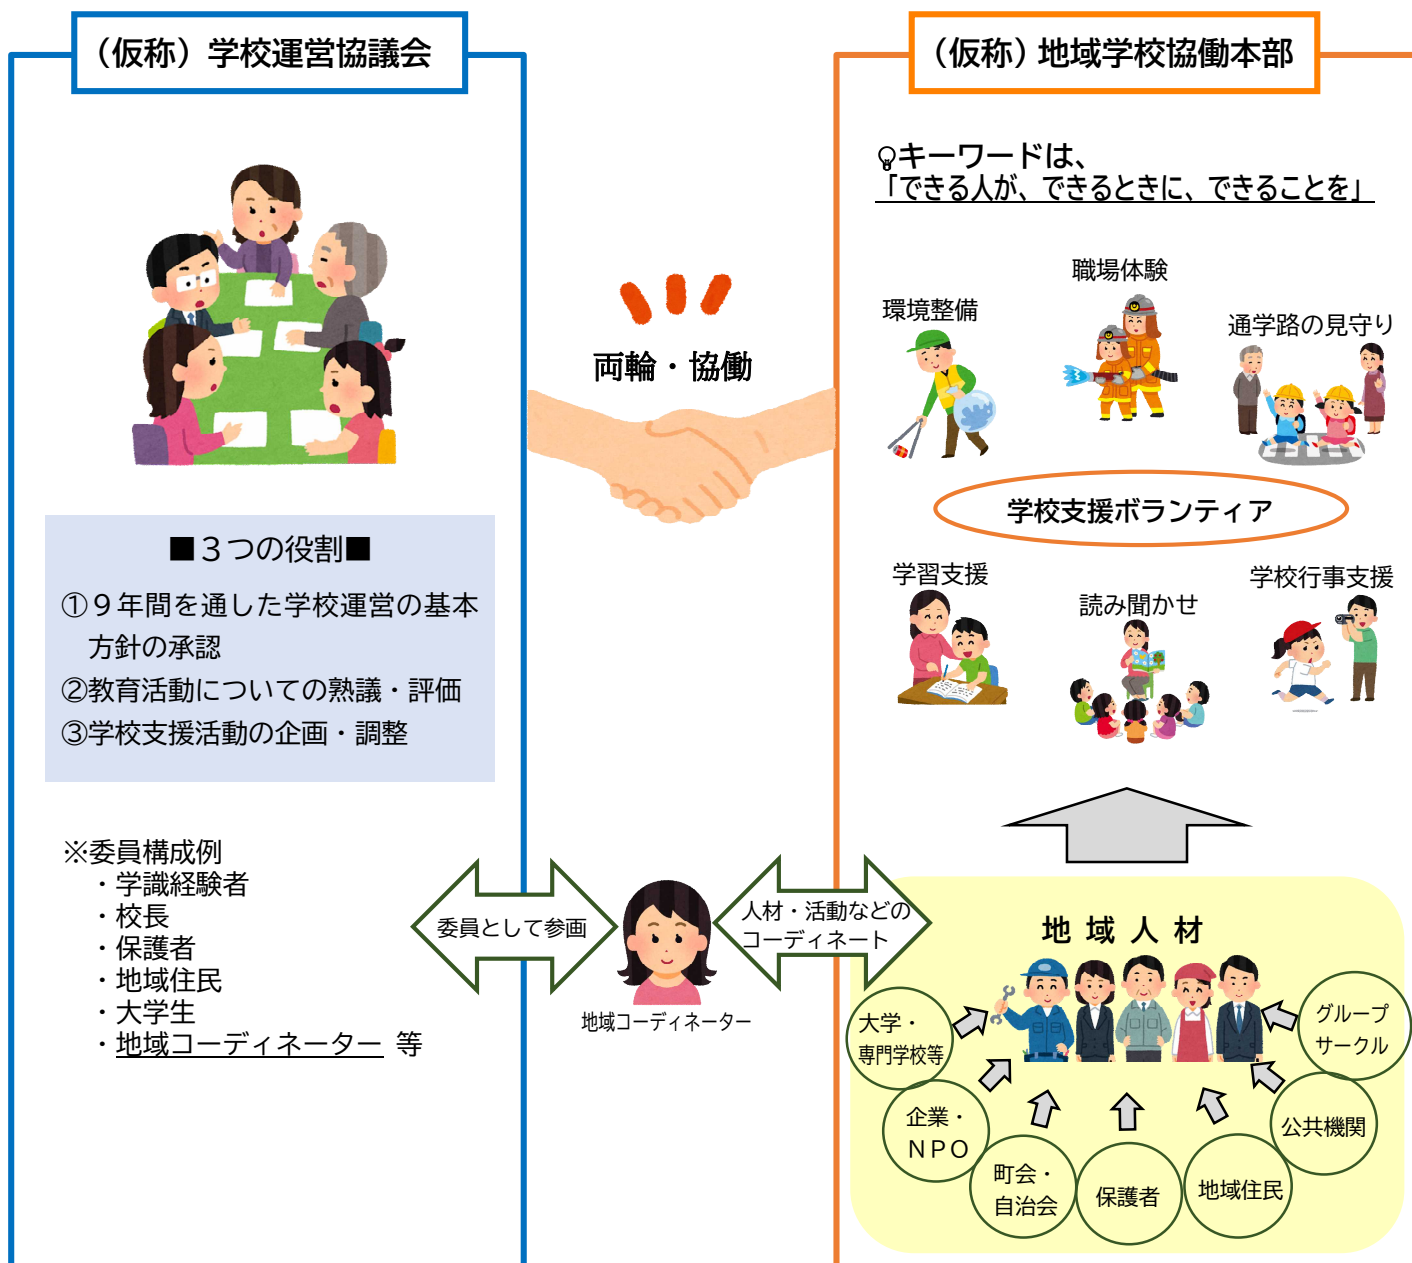 （仮称）学校運営協議会
■３つの役割■
①９年間を通した学校運営の基本
方針の承認
②教育活動についての熟議・評価
③学校支援活動の企画・調整
※委員構成例
・学識経験者
・校長
・保護者
・地域住民
・大学生
・地域コーディネーター 等
両輪・協働
委員として参画
地域コーディネーター
人材・活動などの
コーディネート
（仮称）地域学校協働本部
キーワードは、
「できる人が、できるときに、できることを」
職場体験
環境整備
通学路の見守り
学校支援ボランティア
学習支援
読み聞かせ
学校行事支援
地域人材
大学・
専門学校等
企業・
ＮＰＯ
町会・
自治会
保護者
地域住民
公共機関
グループ
サークル